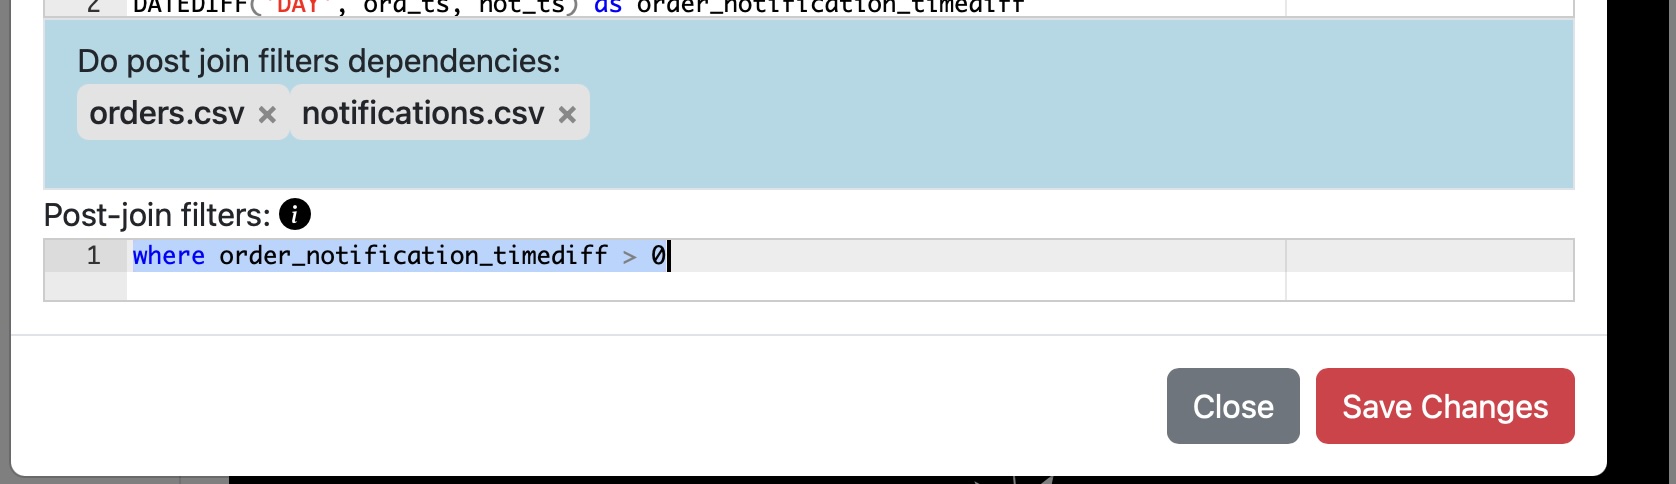 2 DATEDIFF('DAY', ord_ts, not_ts) as order_notification_timediff
Do post join filters dependencies:
orders.csv × notifications.csv ×
Post-join filters: i
1 where order_notification_timediff > 0
Close Save Changes